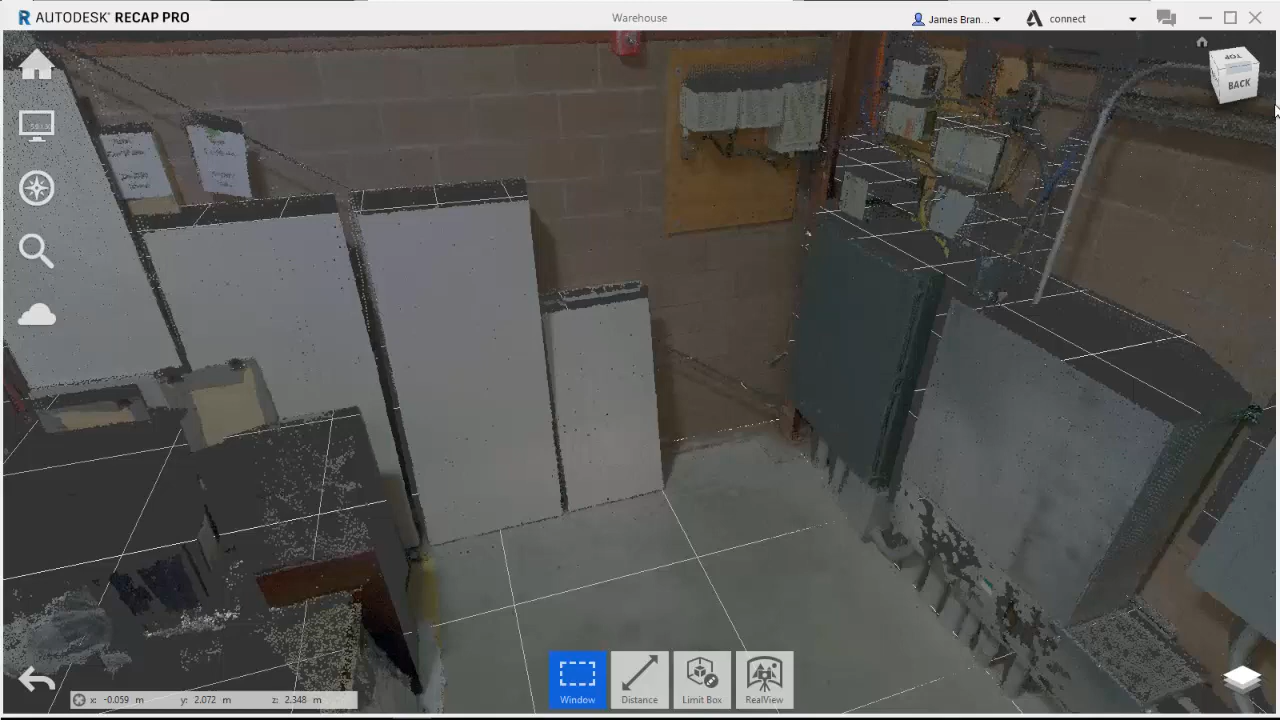 AUTODESK® RECAP PRO
Warehouse
James Bran...
connect
TOP
BACK
x: -0.059 m y: 2.072 m z: 2.348 m
Window
Distance
Limit Box
RealView